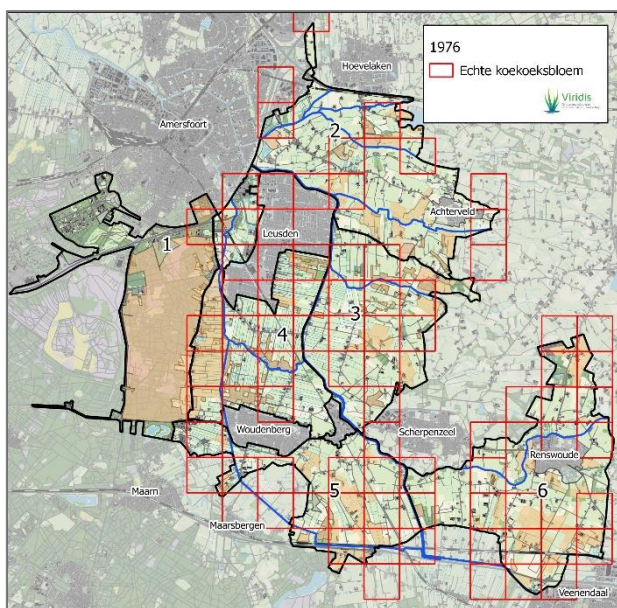 1976
Echte koekoeksbloem
Viridis
Hoevelaken
Amersfoort
2
Achterveld
Leusden
1
3
4
Woudenberg
Scherpenzeel
Renswoude
Maarn
5
6
Maarsbergen
Veenendaal